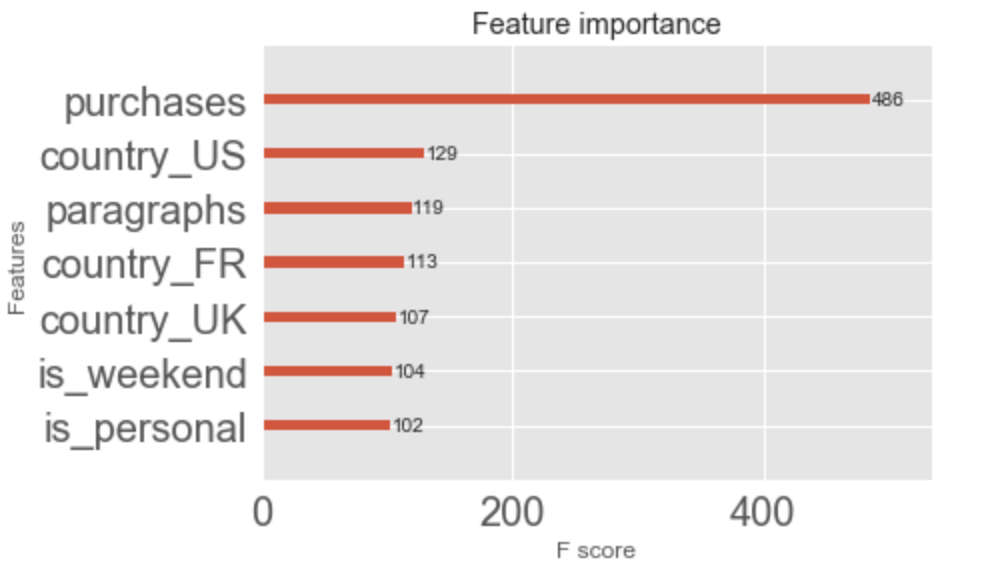 Feature importance
Features
purchases 486
country_US 129
paragraphs 119
country_FR 113
country_UK 107
is_weekend 104
is_personal 102
0 200 400
F score